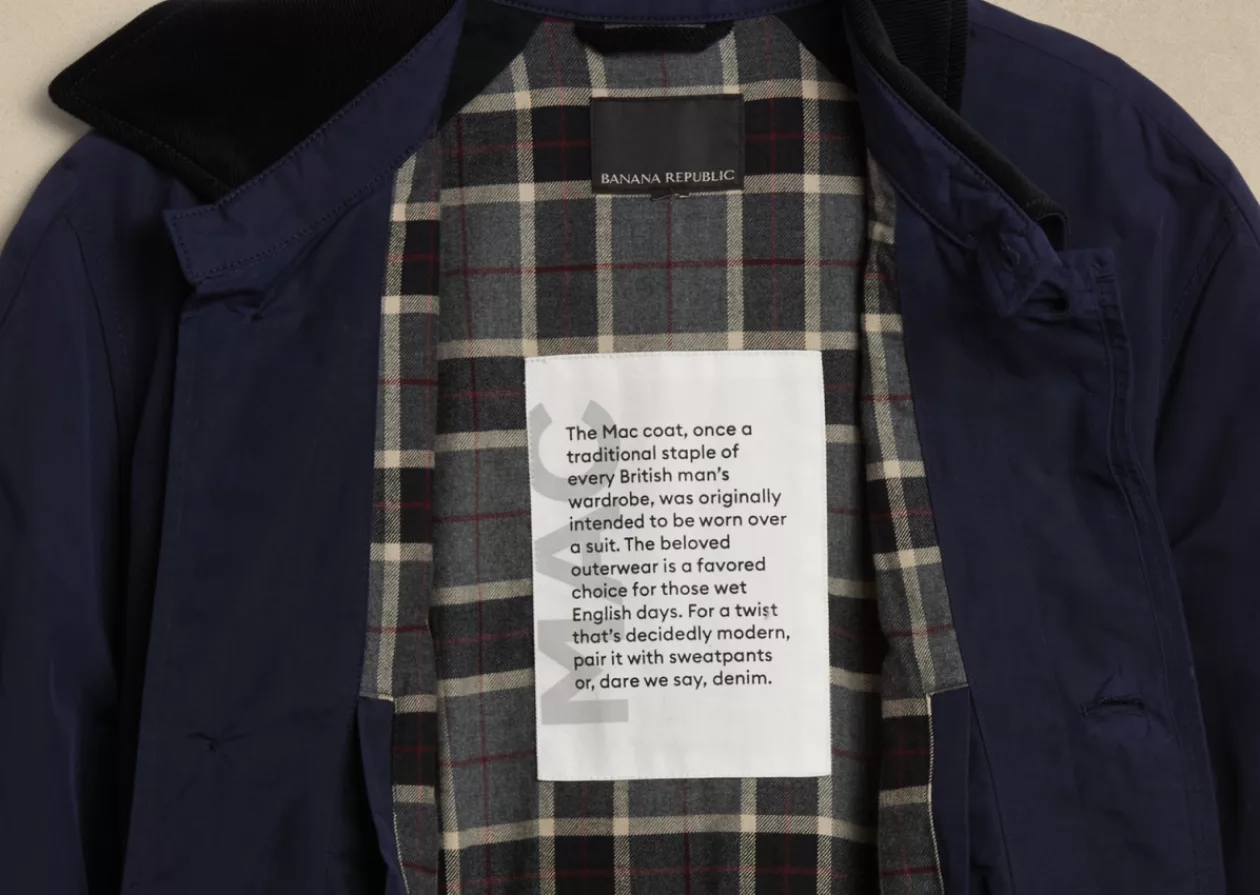 BANANA REPUBLIC
MAC
The Mac coat, once a
traditional staple of
every British man's
wardrobe, was originally
intended to be worn over
a suit. The beloved
outerwear is a favored
choice for those wet
English days. For a twist
that's decidedly modern,
pair it with sweatpants
or, dare we say, denim.